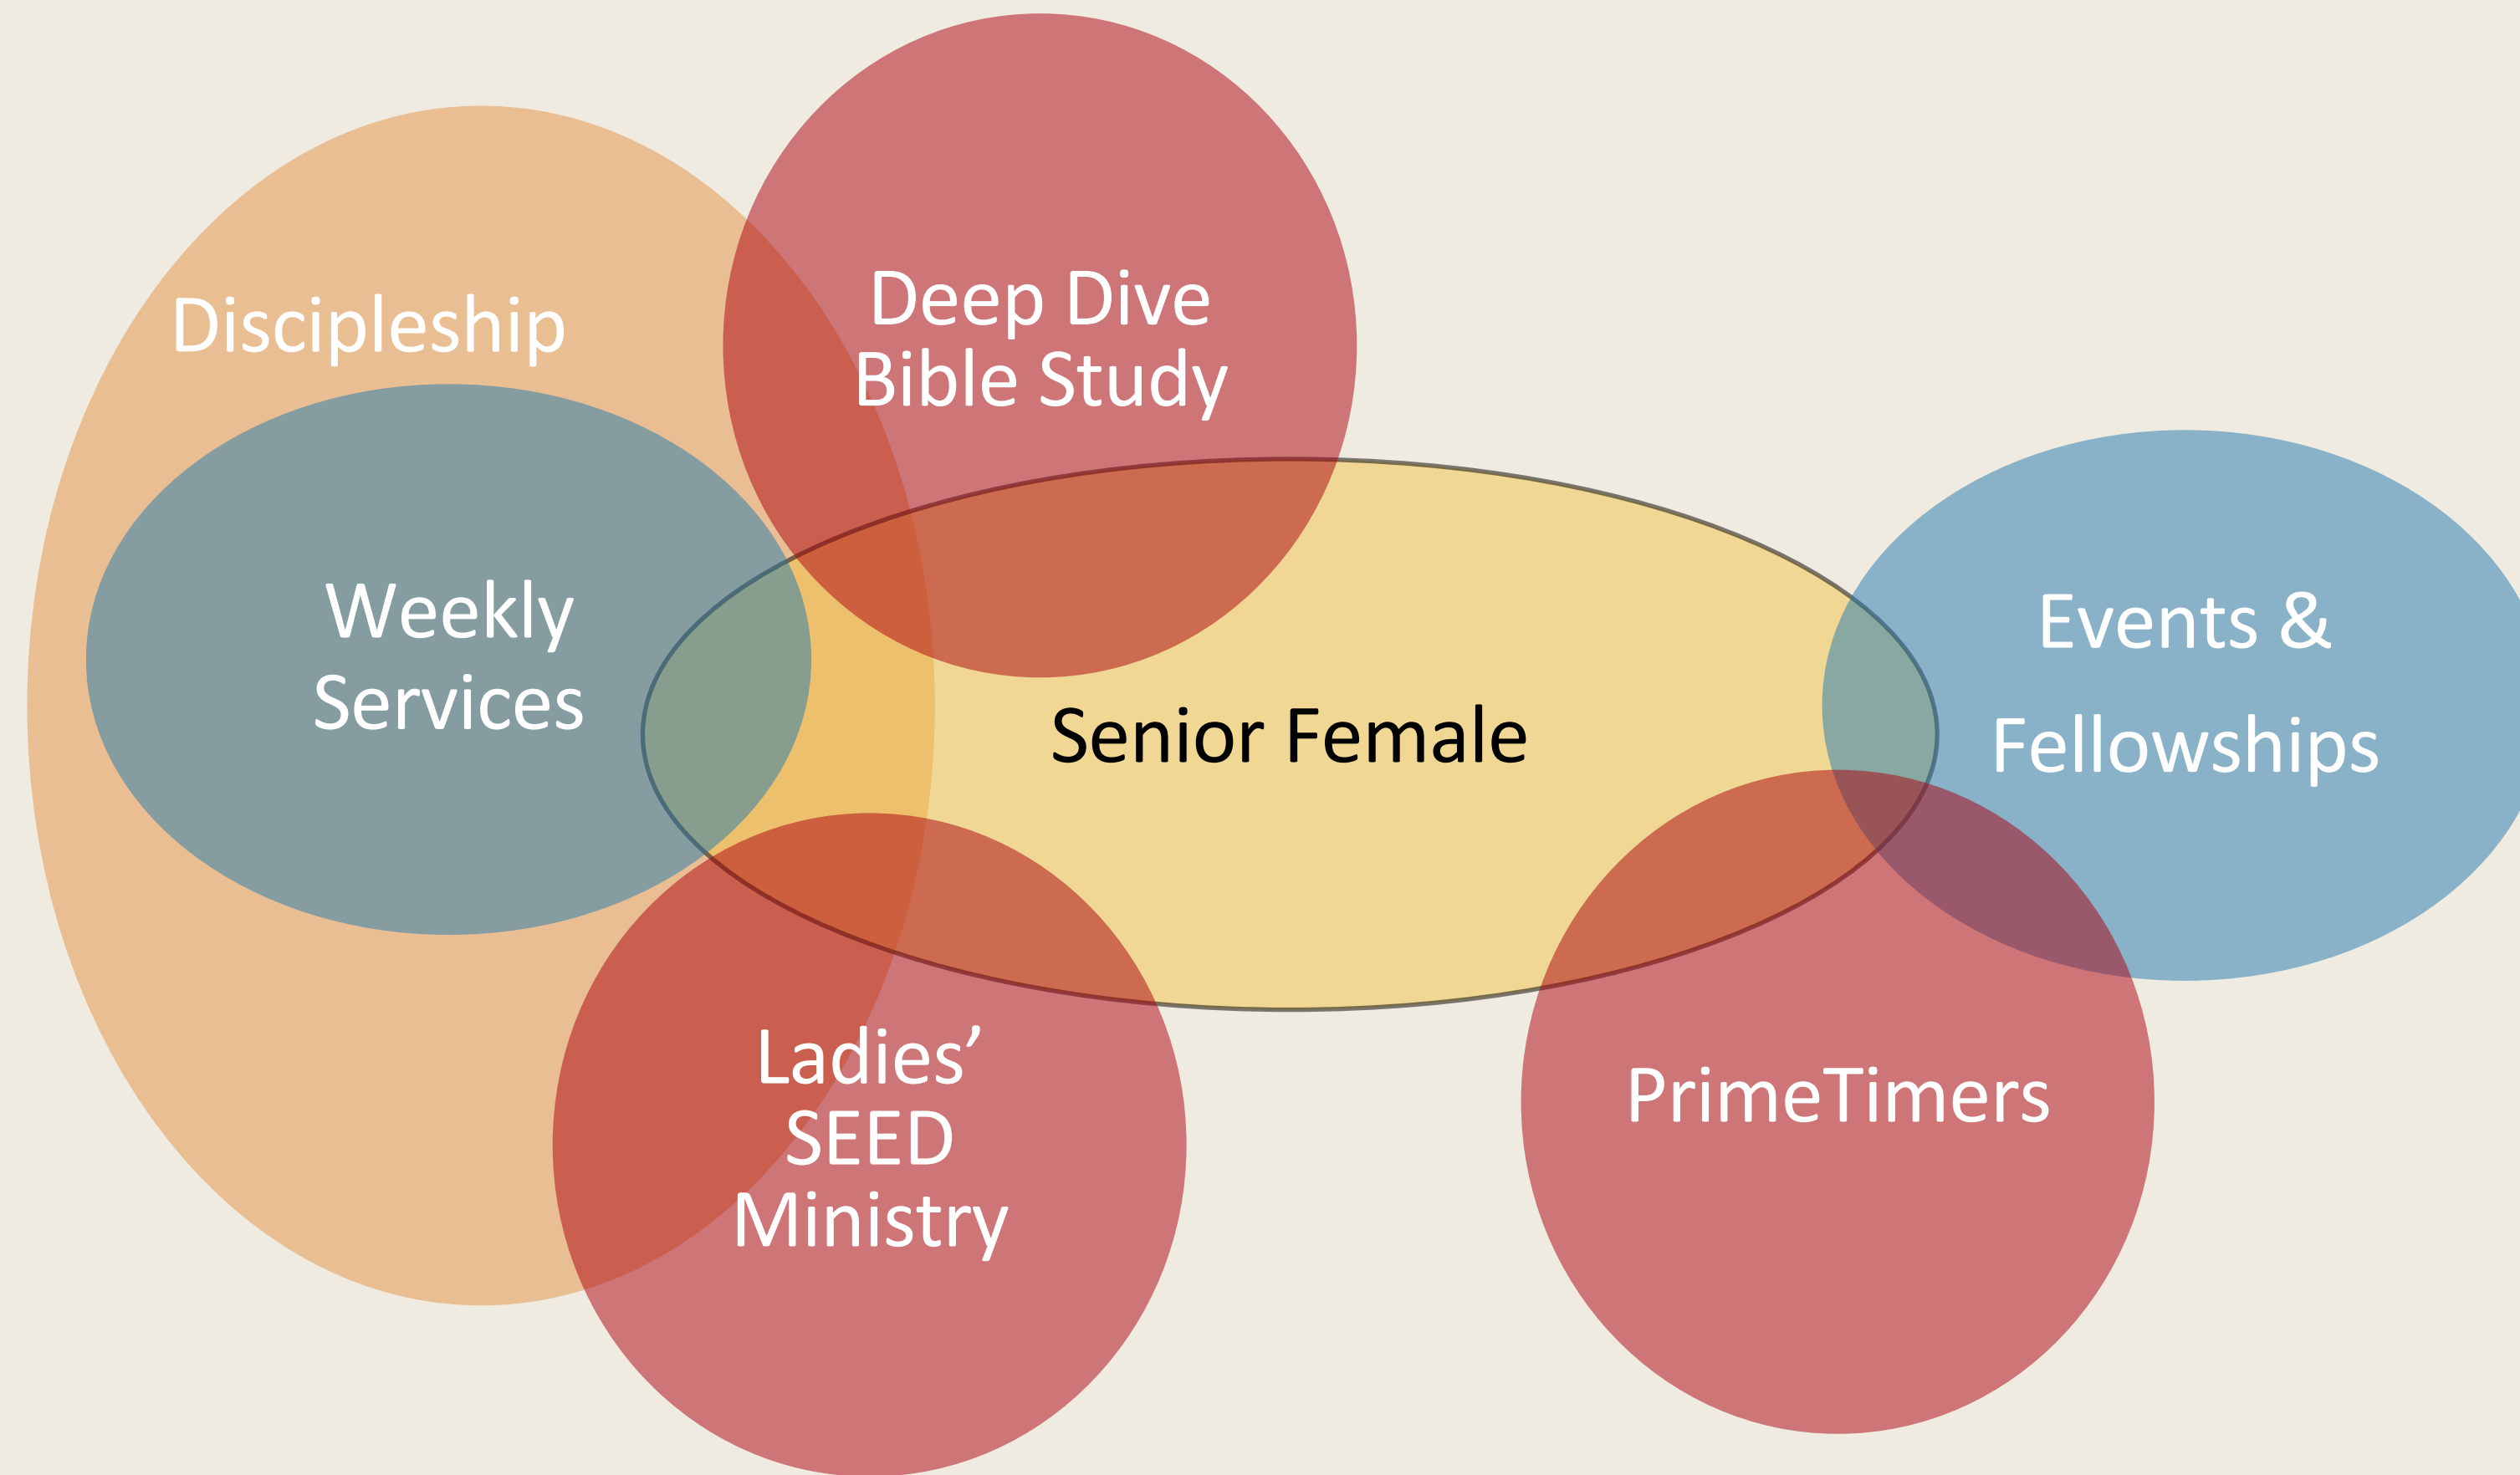 Discipleship
Deep Dive
Bible Study
Weekly
Services
Senior Female
Events &
Fellowships
Ladies’
SEED
Ministry
PrimeTimers